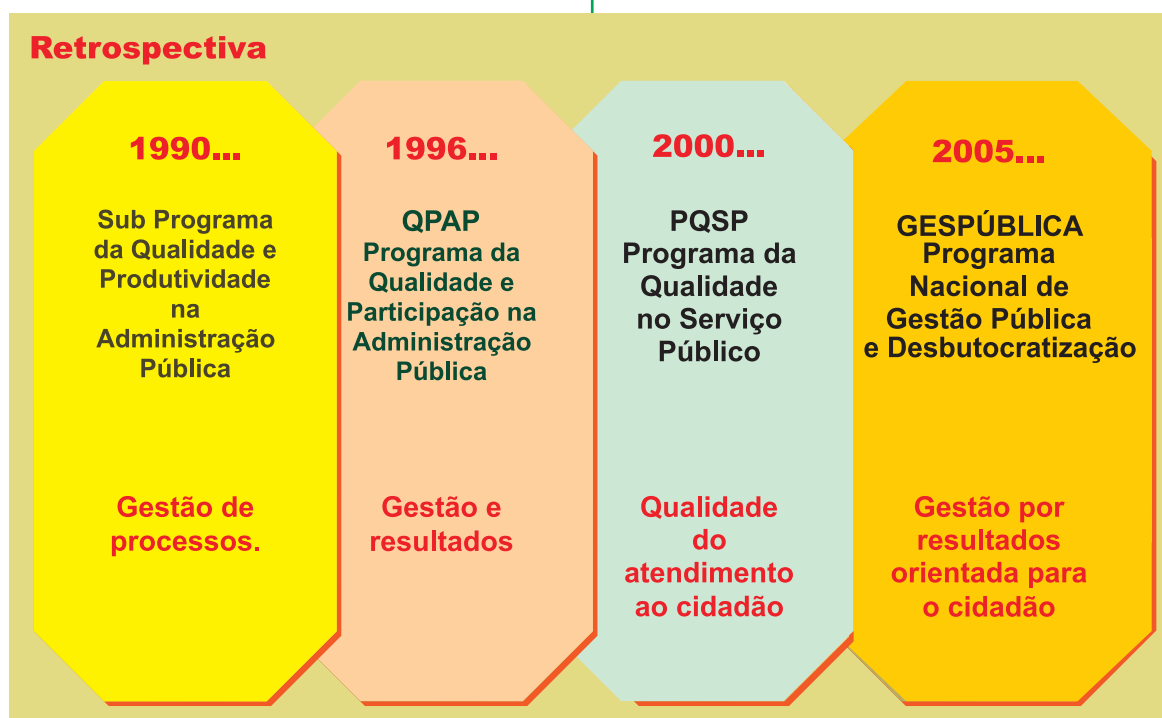 Retrospectiva
1990...
Sub Programa
da Qualidade e
Produtividade
na
Administração
Pública
Gestão de
processos.
1996...
QPAP
Programa da
Qualidade e
Participação na
Administração
Pública
Gestão e
resultados
2000...
PQSP
Programa da
Qualidade
no Serviço
Público
Qualidade
do
atendimento
ao cidadão
2005...
GESPÚBLICA
Programa
Nacional de
Gestão Pública
e Desbutocratização
Gestão por
resultados
orientada para
o cidadão